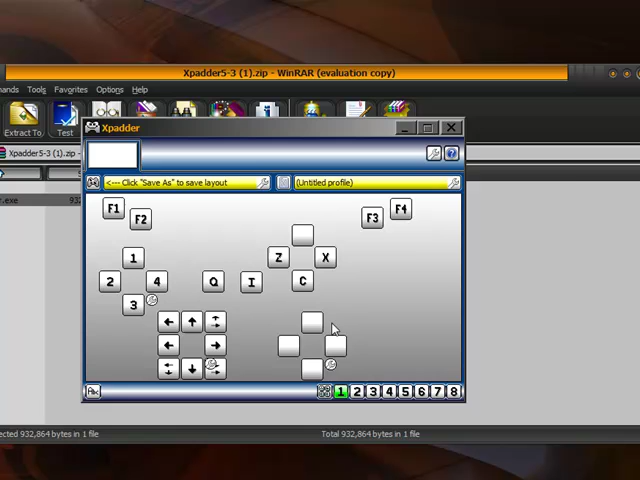 Xpadder5-3 (1).zip - WinRAR (evaluation copy)
ands Tools Favorites Options Help
Extract To Test
Xpadder5-3 (1).zip -
Xpadder
<--- Click "Save As" to save layout
(Untitled profile)
r.exe 932
F1 F2 F3 F4
1 2 4 3
Q I
Z X C
Abc
1 2 3 4 5 6 7 8
ected 932,864 bytes in 1 file
Total 932,864 bytes in 1 file